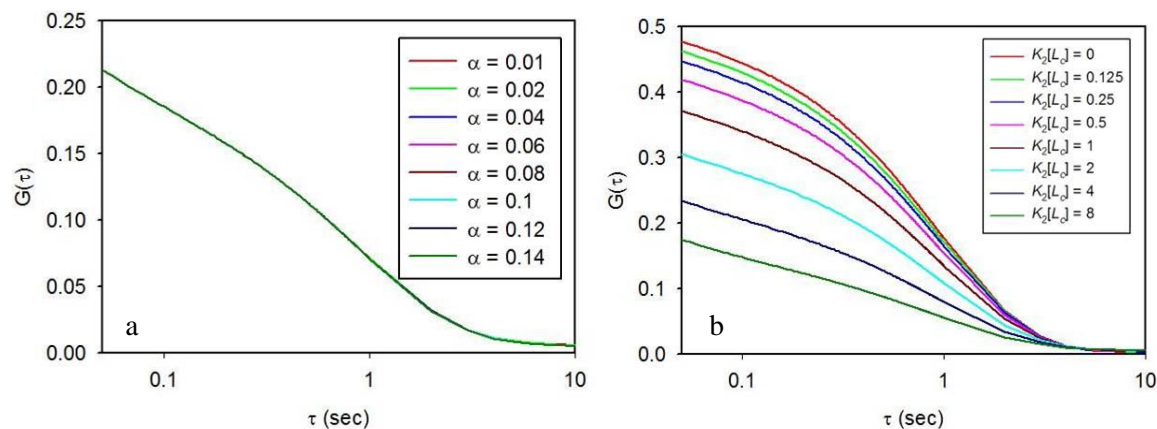 0.25
0.20
0.15
0.10
0.05
0.00
G(τ)
α = 0.01
α = 0.02
α = 0.04
α = 0.06
α = 0.08
α = 0.1
α = 0.12
α = 0.14
a
0.1
1
10
τ (sec)
0.5
0.4
0.3
0.2
0.1
0.0
G(τ)
K₂[Lₒ] = 0
K₂[Lₒ] = 0.125
K₂[Lₒ] = 0.25
K₂[Lₒ] = 0.5
K₂[Lₒ] = 1
K₂[Lₒ] = 2
K₂[Lₒ] = 4
K₂[Lₒ] = 8
b
0.1
1
10
τ (sec)